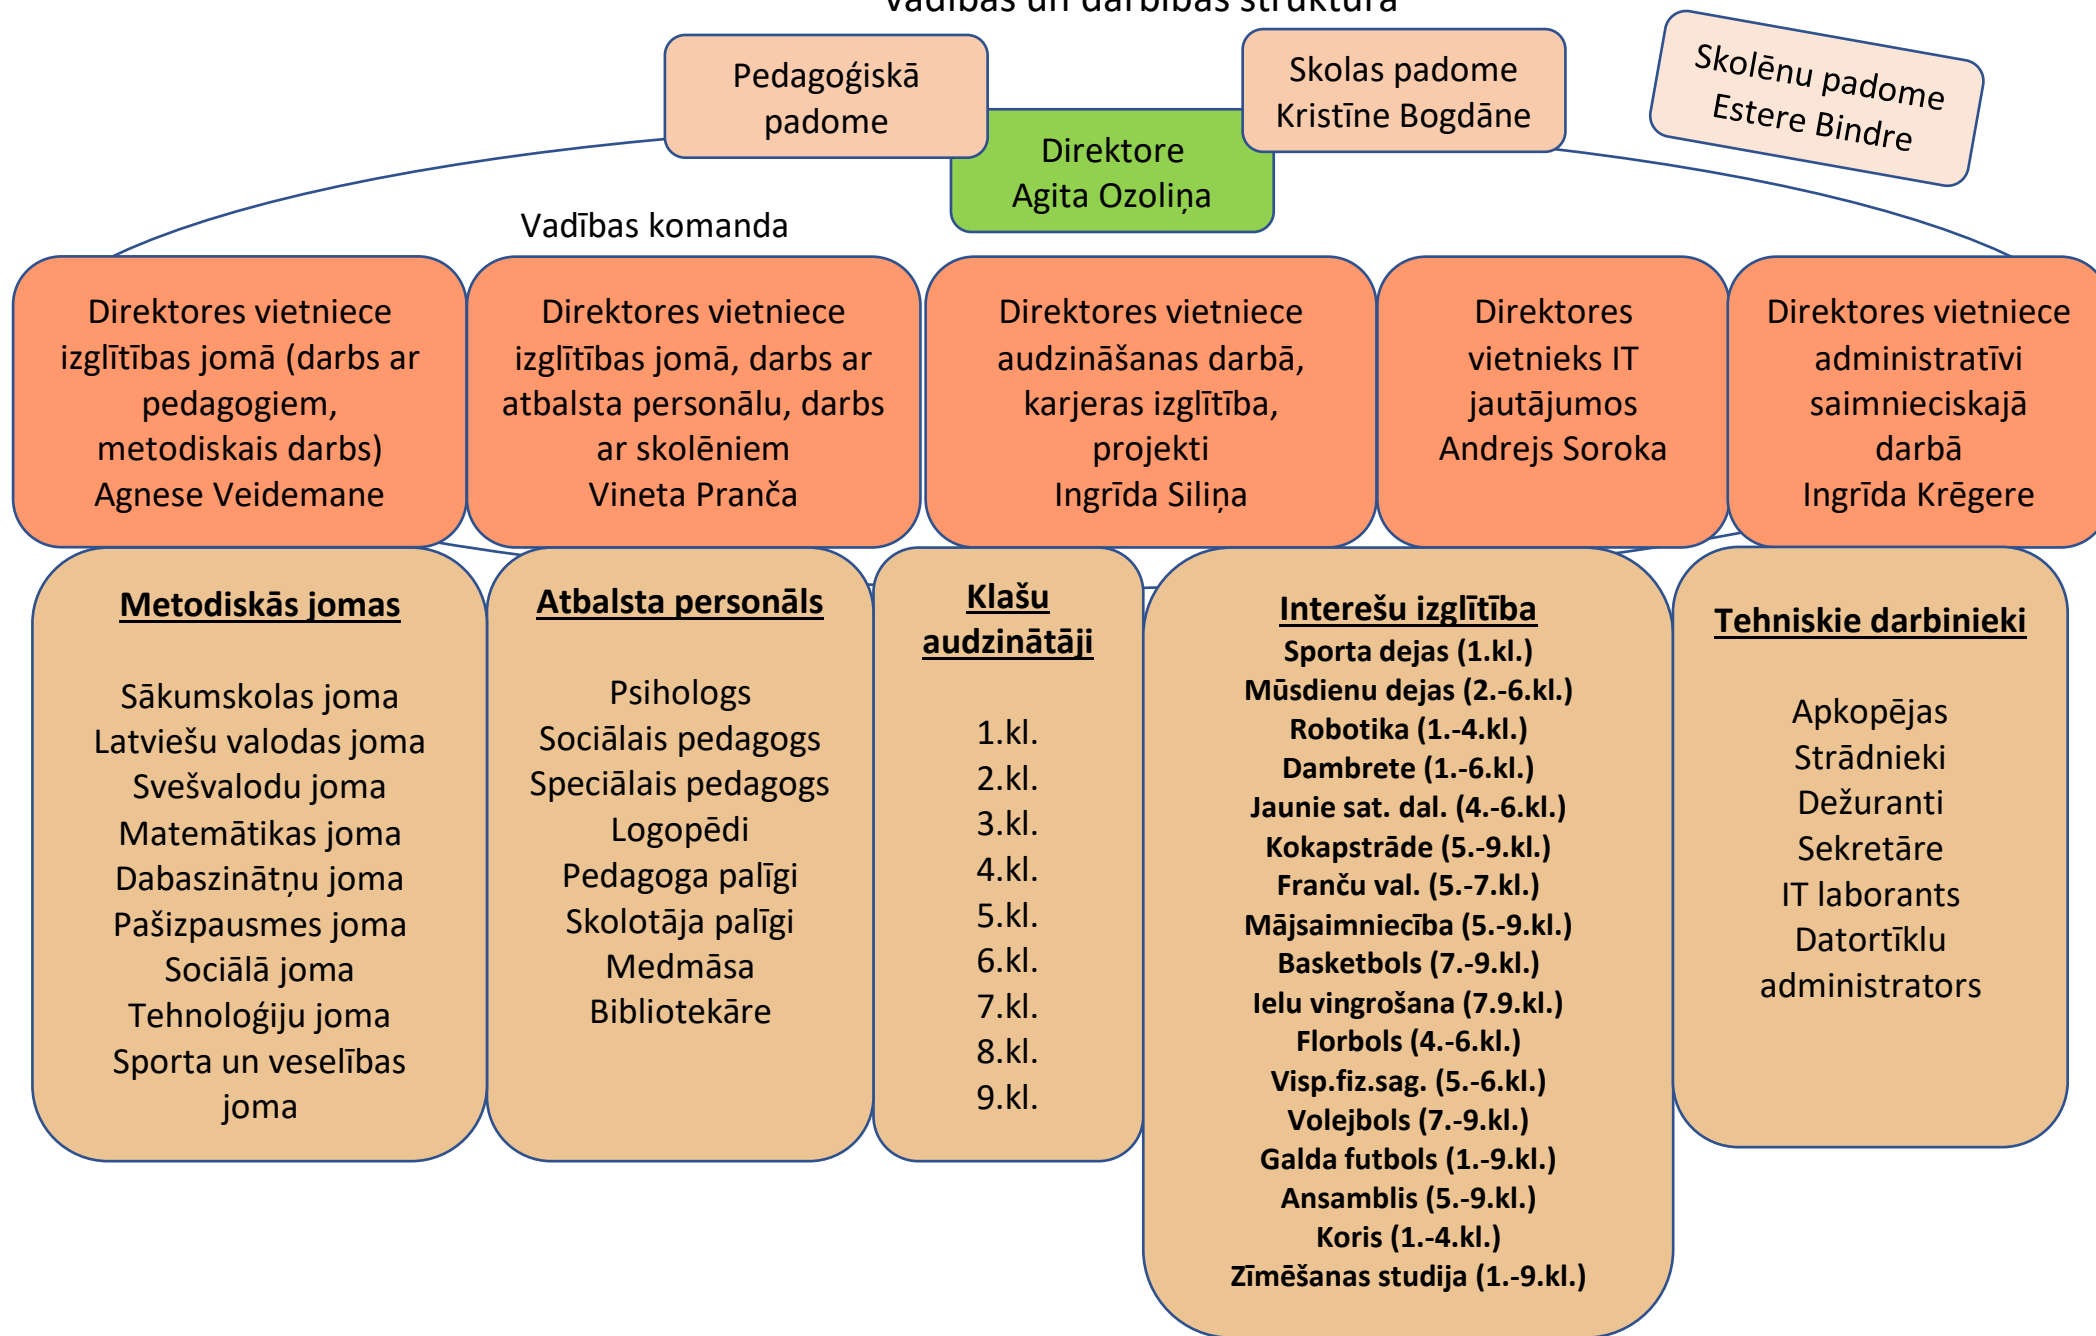 Vadības un darbības struktūra
Pedagoģiskā
padome
Skolas padome
Kristīne Bogdāne
Skolēnu padome
Estere Bindre
Direktore
Agita Ozoliņa
Vadības komanda
Direktores vietniece
izglītības jomā (darbs ar
pedagogiem,
metodiskais darbs)
Agnese Veidemane
Direktores vietniece
izglītības jomā, darbs ar
atbalsta personālu, darbs
ar skolēniem
Vineta Pranča
Direktores vietniece
audzināšanas darbā,
karjeras izglītība,
projekti
Ingrīda Siliņa
Direktores
vietnieks IT
jautājumos
Andrejs Soroka
Direktores vietniece
administratīvi
saimnieciskajā
darbā
Ingrīda Krēgere
Metodiskās jomas
Sākumskolas joma
Latviešu valodas joma
Svešvalodu joma
Matemātikas joma
Dabaszinātņu joma
Pašizpausmes joma
Sociālā joma
Tehnoloģiju joma
Sporta un veselības
joma
Atbalsta personāls
Psihologs
Sociālais pedagogs
Speciālais pedagogs
Logopēdi
Pedagoga palīgi
Skolotāja palīgi
Medmāsa
Bibliotekāre
Klašu
audzinātāji
1.kl.
2.kl.
3.kl.
4.kl.
5.kl.
6.kl.
7.kl.
8.kl.
9.kl.
Interešu izglītība
Sporta dejas (1.kl.)
Mūsdienu dejas (2.-6.kl.)
Robotika (1.-4.kl.)
Dambrete (1.-6.kl.)
Jaunie sat. dal. (4.-6.kl.)
Kokapstrāde (5.-9.kl.)
Franču val. (5.-7.kl.)
Mājsaimniecība (5.-9.kl.)
Basketbols (7.-9.kl.)
Ielu vingrošana (7.9.kl.)
Florbols (4.-6.kl.)
Visp.fiz.sag. (5.-6.kl.)
Volejbols (7.-9.kl.)
Galda futbols (1.-9.kl.)
Ansamblis (5.-9.kl.)
Koris (1.-4.kl.)
Zīmēšanas studija (1.-9.kl.)
Tehniskie darbinieki
Apkopējas
Strādnieki
Dežuranti
Sekretāre
IT laborants
Datortīklu
administrators